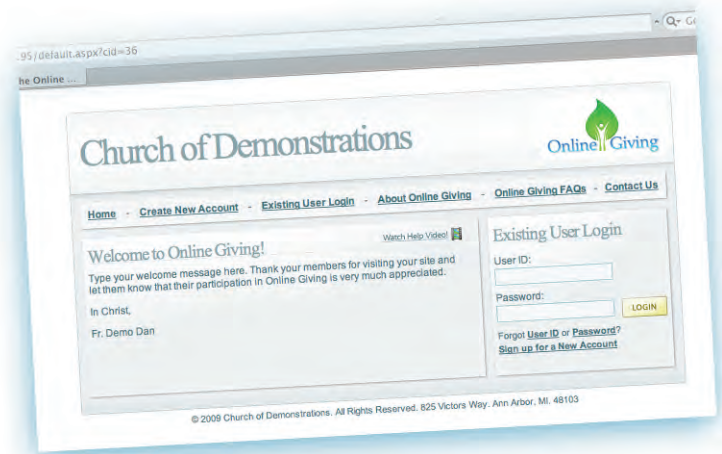 .95/default.aspx?cid=36
he Online ...
Church of Demonstrations
Online Giving
Home - Create New Account - Existing User Login - About Online Giving - Online Giving FAQs - Contact Us
Welcome to Online Giving!
Watch Help Video!
Type your welcome message here. Thank your members for visiting your site and
let them know that their participation in Online Giving is very much appreciated.
In Christ,
Fr. Demo Dan
Existing User Login
User ID:
Password:
LOGIN
Forgot User ID or Password?
Sign up for a New Account
© 2009 Church of Demonstrations. All Rights Reserved. 825 Victors Way. Ann Arbor, MI. 48103